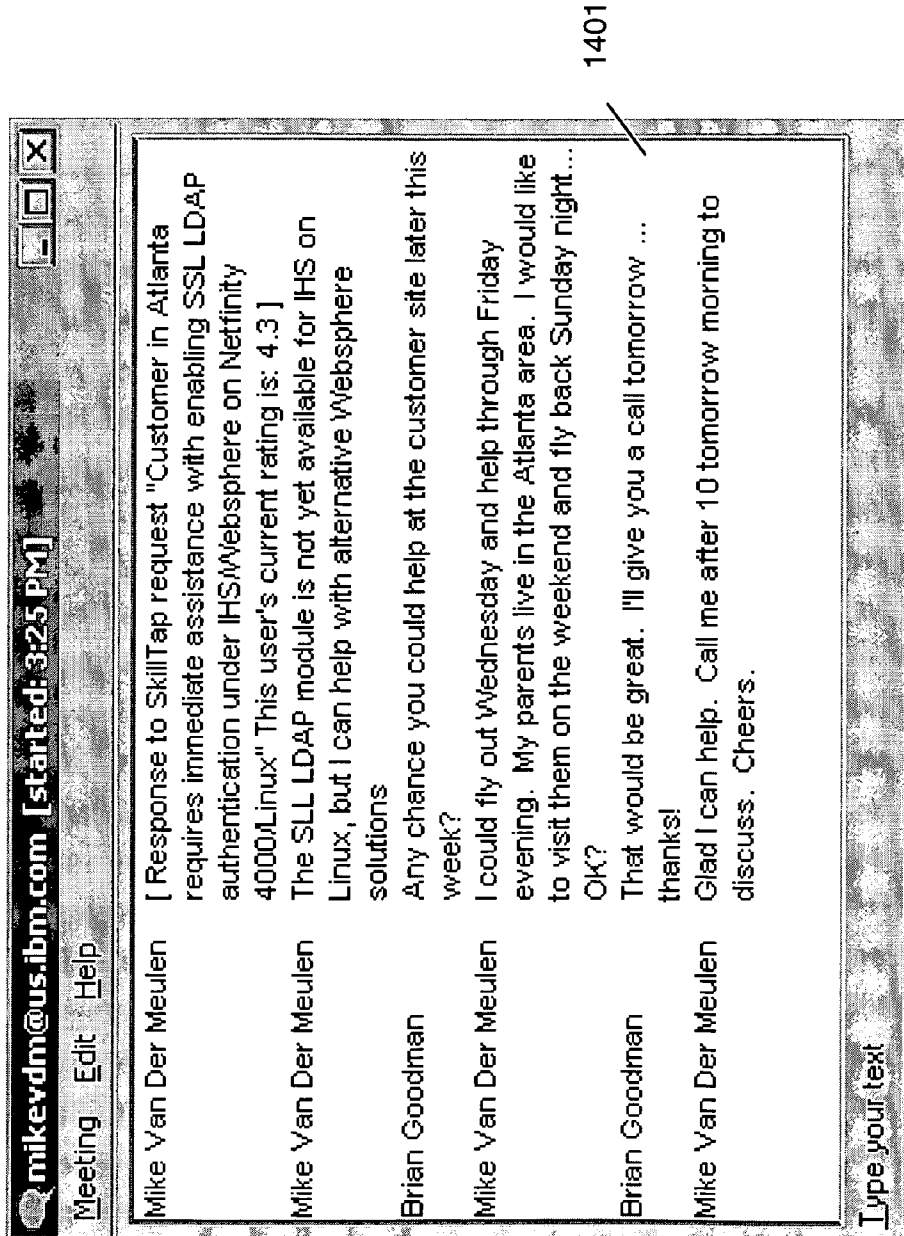 mikevdm@us.ibm.com [started: 3:25 PM]
Meeting Edit Help
Mike Van Der Meulen [ Response to SkillTap request "Customer in Atlanta
requires immediate assistance with enabling SSL LDAP
authentication under IHS/Websphere on Netfinity
4000/Linux" This user's current rating is: 4.3 ]
Mike Van Der Meulen The SLL LDAP module is not yet available for IHS on
Linux, but I can help with alternative Websphere
solutions
Brian Goodman Any chance you could help at the customer site later this
week?
Mike Van Der Meulen I could fly out Wednesday and help through Friday
evening. My parents live in the Atlanta area. I would like
to visit them on the weekend and fly back Sunday night...
OK?
Brian Goodman That would be great. I'll give you a call tomorrow ...
thanks!
Mike Van Der Meulen Glad I can help. Call me after 10 tomorrow morning to
discuss. Cheers.
Type your text
1401